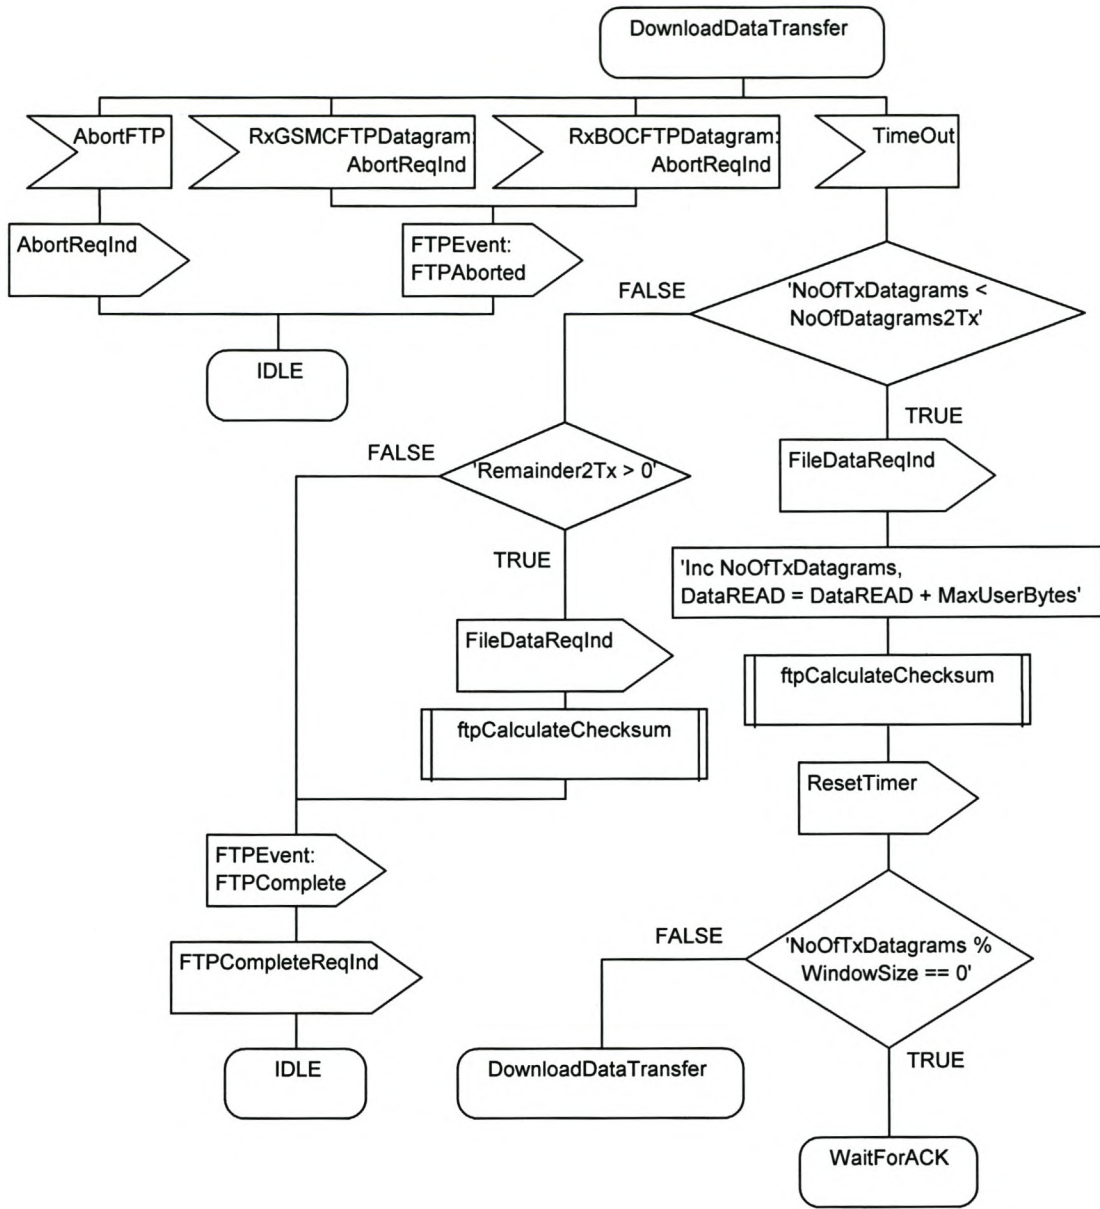 DownloadDataTransfer
AbortFTP
RxGSMCFTPDatagram:
AbortReqInd
RxBOCFTPDatagram:
AbortReqInd
TimeOut
AbortReqInd
FTPEvent:
FTPAborted
FALSE
'NoOfTxDatagrams <
NoOfDatagrams2Tx'
IDLE
TRUE
FALSE
'Remainder2Tx > 0'
FileDataReqInd
TRUE
'Inc NoOfTxDatagrams,
DataREAD = DataREAD + MaxUserBytes'
FileDataReqInd
ftpCalculateChecksum
ftpCalculateChecksum
ResetTimer
FTPEvent:
FTPComplete
FALSE
'NoOfTxDatagrams %
WindowSize == 0'
FTPCompleteReqInd
TRUE
IDLE
DownloadDataTransfer
WaitForACK